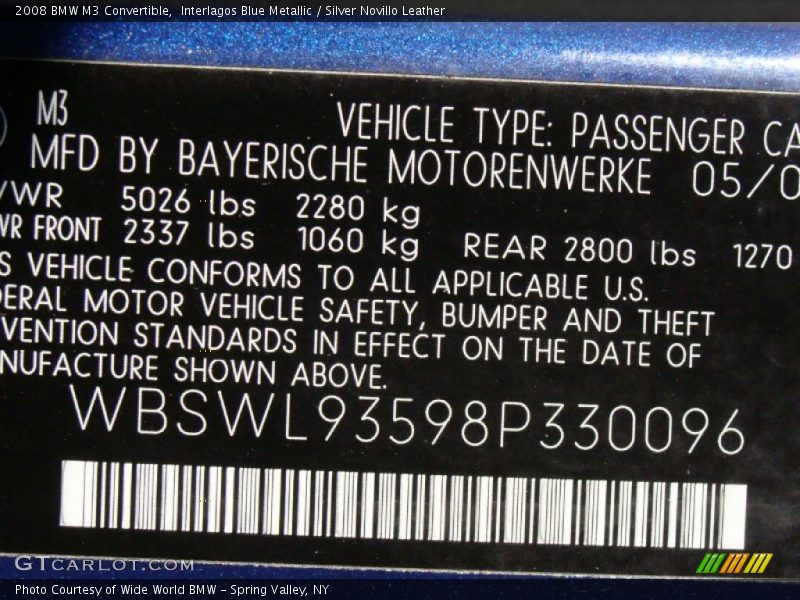 2008 BMW M3 Convertible, Interlagos Blue Metallic / Silver Novillo Leather
M3
VEHICLE TYPE: PASSENGER CA
MFD BY BAYERISCHE MOTORENWERKE 05/0
VWR 5026 lbs 2280 kg
WR FRONT 2337 lbs 1060 kg REAR 2800 lbs 1270
S VEHICLE CONFORMS TO ALL APPLICABLE U.S.
DERAL MOTOR VEHICLE SAFETY, BUMPER AND THEFT
VENTION STANDARDS IN EFFECT ON THE DATE OF
NUFACTURE SHOWN ABOVE.
WBSWL93598P330096
GTCARLOT.COM
Photo Courtesy of Wide World BMW – Spring Valley, NY